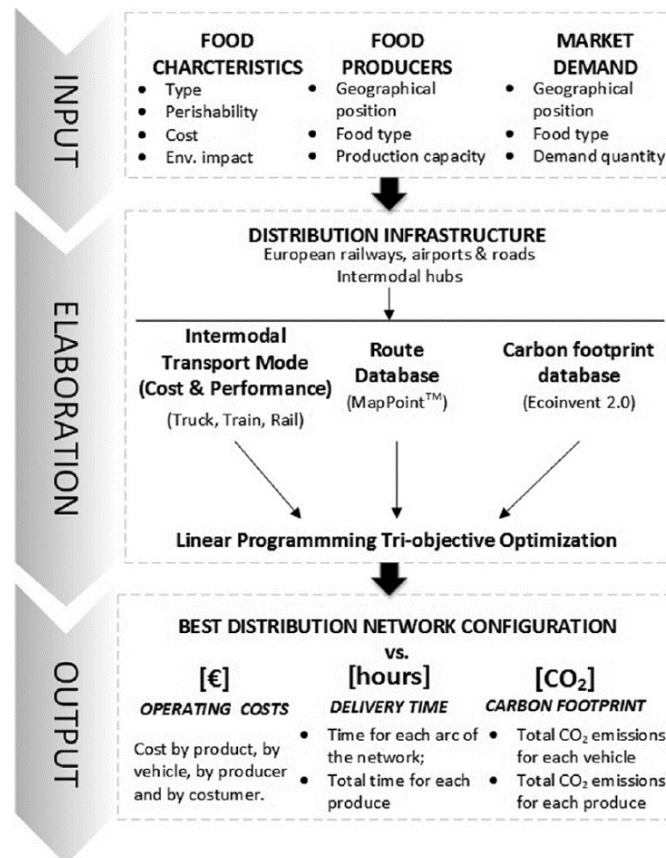 INPUT
FOOD CHARCTERISTICS
• Type
• Perishability
• Cost
• Env. impact
FOOD PRODUCERS
• Geographical position
• Food type
• Production capacity
MARKET DEMAND
• Geographical position
• Food type
• Demand quantity
ELABORATION
DISTRIBUTION INFRASTRUCTURE
European railways, airports & roads
Intermodal hubs
Intermodal
Transport Mode
(Cost & Performance)
(Truck, Train, Rail)
Route
Database
(MapPoint™)
Carbon footprint
database
(Ecoinvent 2.0)
Linear Programmming Tri-objective Optimization
OUTPUT
BEST DISTRIBUTION NETWORK CONFIGURATION
vs.
[€]
OPERATING COSTS
Cost by product, by
vehicle, by producer
and by costumer.
[hours]
DELIVERY TIME
• Time for each arc of
the network;
• Total time for each
produce
[CO₂]
CARBON FOOTPRINT
• Total CO₂ emissions
for each vehicle
• Total CO₂ emissions
for each produce